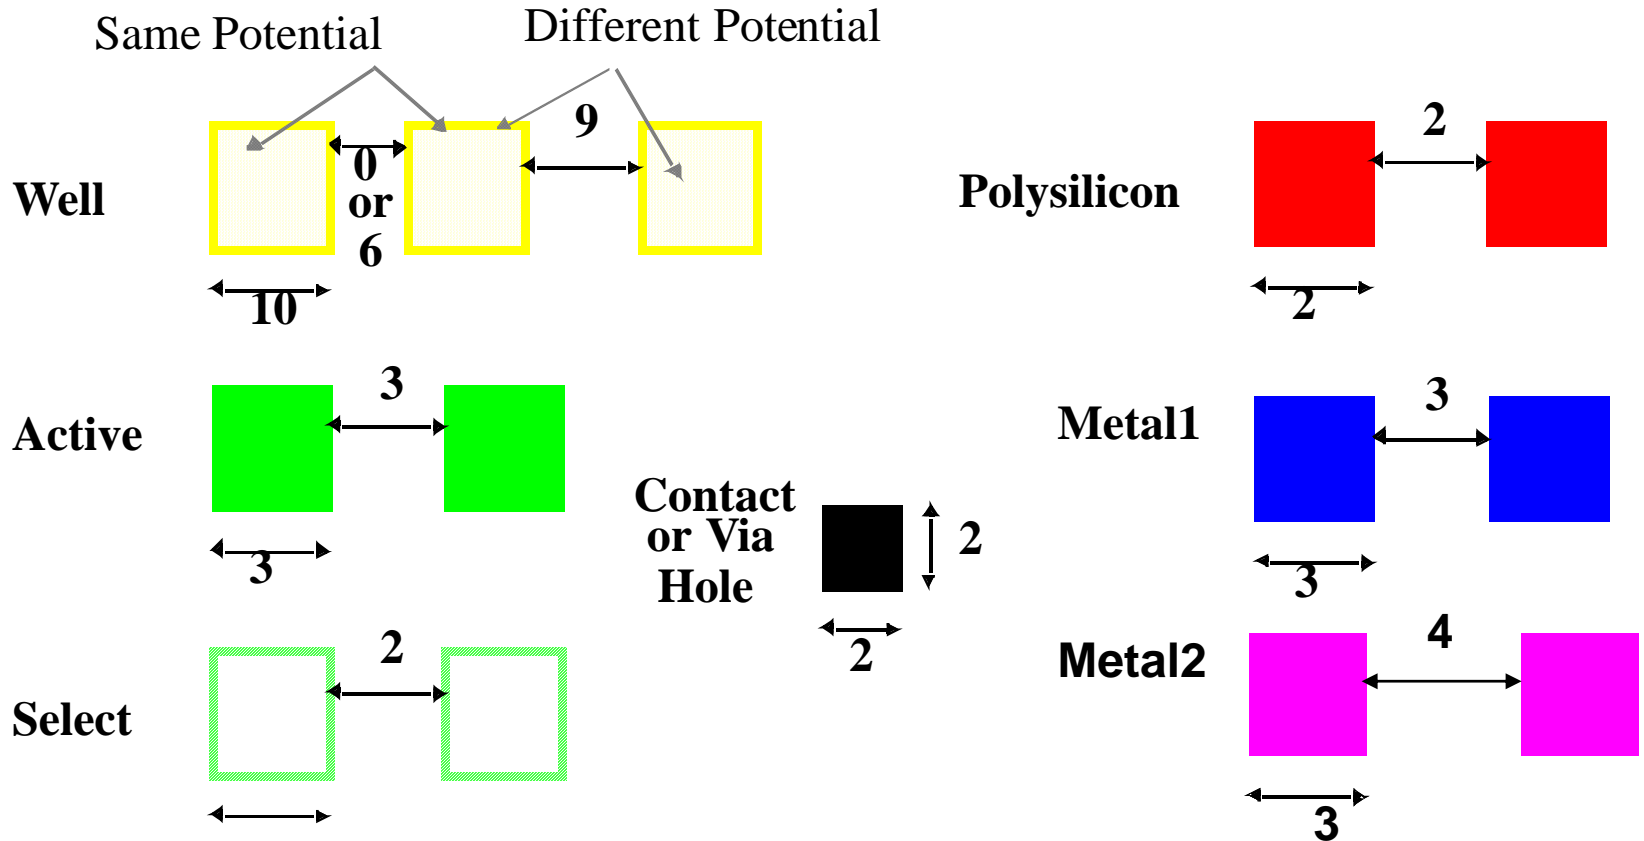 Same Potential
Different Potential
Well
0
or
6
9
10
Polysilicon
2
2
Active
3
3
Metal1
3
3
Contact
or Via
Hole
2
2
Select
2
Metal2
4
3